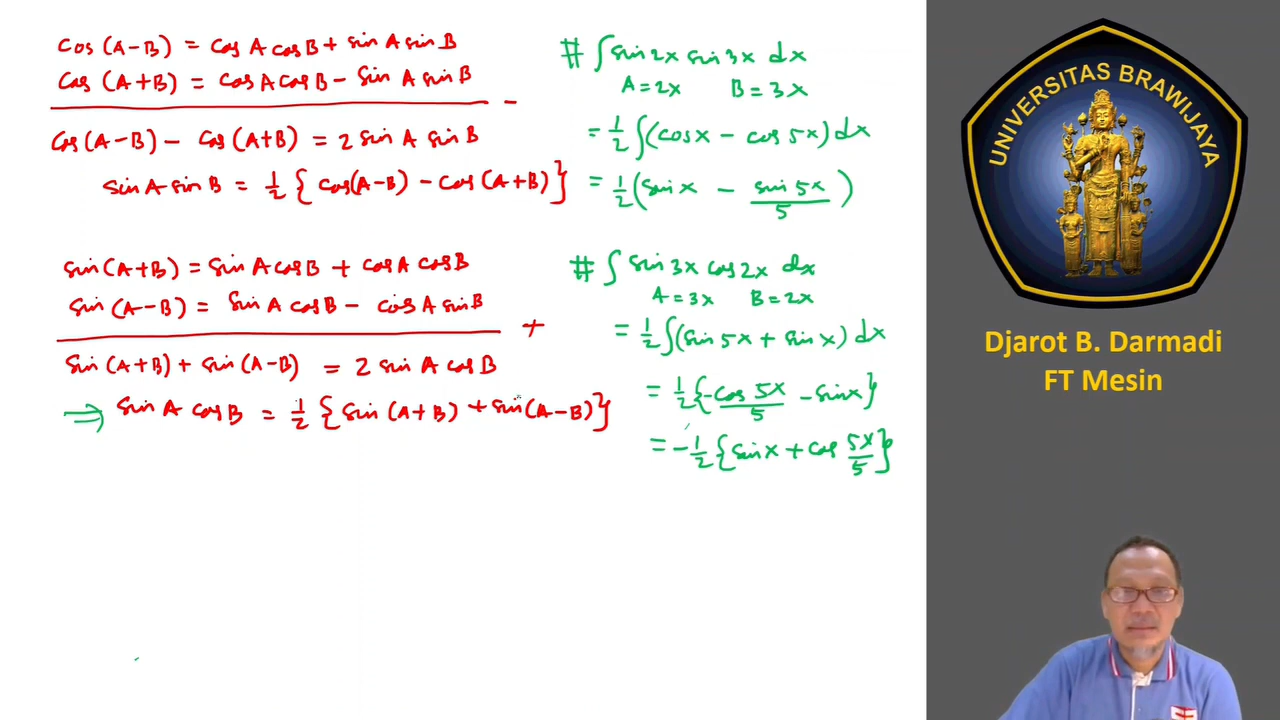 cos(A-B) = cos A cos B + sin A sin B
cos(A+B) = cos A cos B - sin A sin B
-
cos(A-B) - cos(A+B) = 2 sin A sin B
sin A sin B = 1/2 { cos(A-B) - cos(A+B) }
sin(A+B) = sin A cos B + cos A cos B
sin(A-B) = sin A cos B - cos A sin B
+
sin(A+B) + sin(A-B) = 2 sin A cos B
⇒ sin A cos B = 1/2 { sin(A+B) + sin(A-B) }
# ∫ sin 2x sin 3x dx
A = 2x B = 3x
= 1/2 ∫ (cos x - cos 5x) dx
= 1/2 (sin x - sin 5x/5)
# ∫ sin 3x cos 2x dx
A = 3x B = 2x
= 1/2 ∫ (sin 5x + sin x) dx
= 1/2 { -cos 5x/5 - sin x }
= -1/2 { sin x + cos 5x/5 }
UNIVERSITAS BRAWIJAYA
Djarot B. Darmadi
FT Mesin